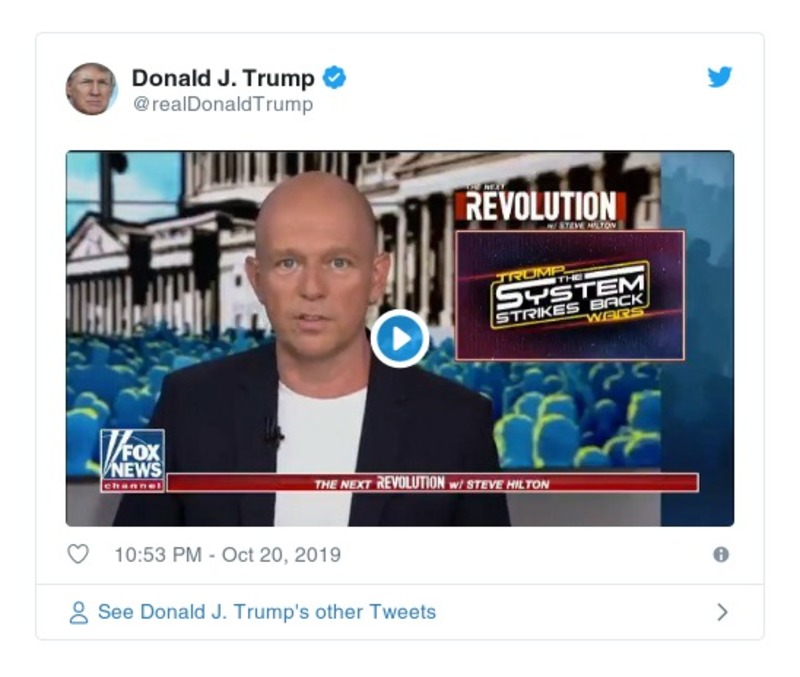 Donald J. Trump
@realDonaldTrump
THE NEXT
REVOLUTION
w/ STEVE HILTON
TRUMP
THE
SYSTEM
STRIKES BACK
WARS
FOX
NEWS
channel
THE NEXT REVOLUTION w/ STEVE HILTON
10:53 PM - Oct 20, 2019
See Donald J. Trump's other Tweets